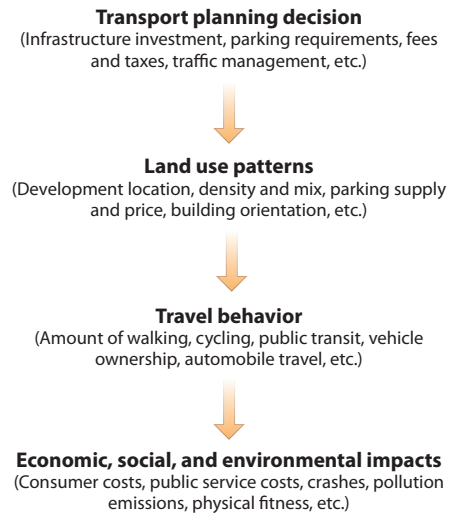 Transport planning decision
(Infrastructure investment, parking requirements, fees
and taxes, traffic management, etc.)
Land use patterns
(Development location, density and mix, parking supply
and price, building orientation, etc.)
Travel behavior
(Amount of walking, cycling, public transit, vehicle
ownership, automobile travel, etc.)
Economic, social, and environmental impacts
(Consumer costs, public service costs, crashes, pollution
emissions, physical fitness, etc.)